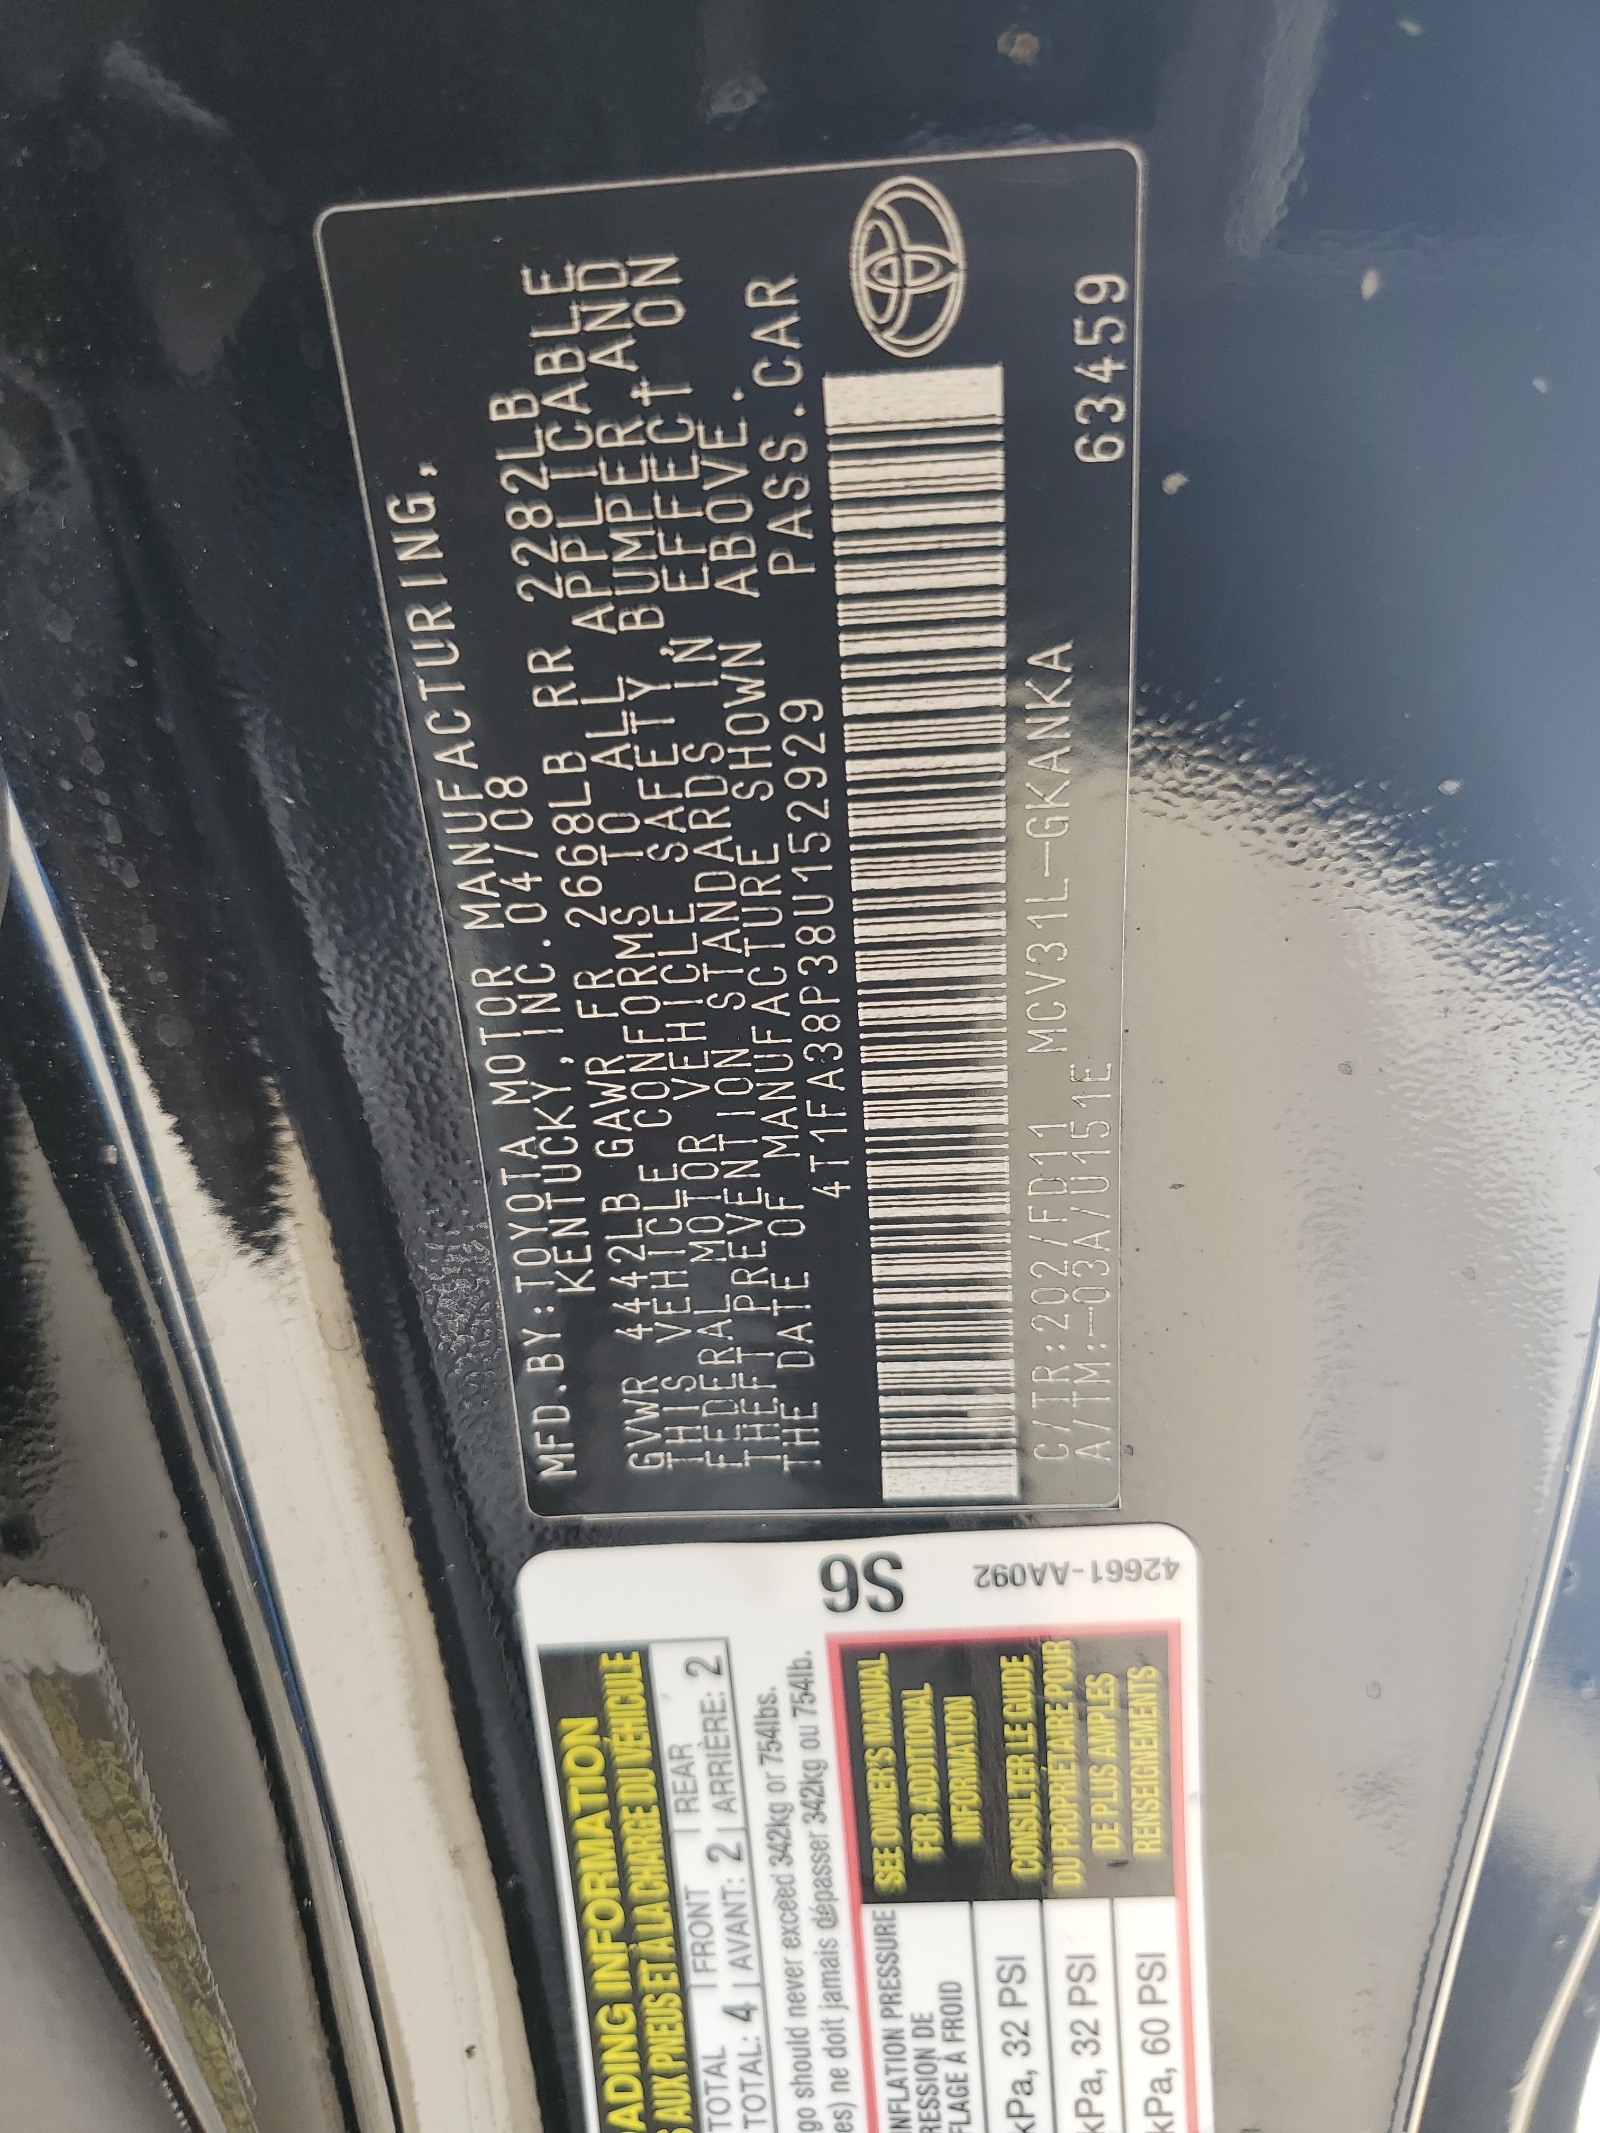 MFD.BY:TOYOTA MOTOR MANUFACTURING,
KENTUCKY,INC.04/08
GVWR 4442LB GAWR FR 2668LB RR 2282LB
THIS VEHICLE CONFORMS TO ALL APPLICABLE
FEDERAL MOTOR VEHICLE SAFETY,BUMPER,AND
THEFT PREVENTION STANDARDS IN EFFECT ON
THE DATE OF MANUFACTURE SHOWN ABOVE.
4T1FA38P38U152929 PASS.CAR
C/TR:202/FD11 MCV31L-GKANKA
A/TM:-03A/U151E
63459
ADING INFORMATION
S AUX PNEUS ET À LA CHARGE DU VÉHICULE
TOTAL FRONT REAR
TOTAL: 4 AVANT: 2 ARRIÈRE: 2
go should never exceed 342kg or 754lbs.
es) ne doit jamais dépasser 342kg ou 754lb.
S6
42661-AA092
NFLATION PRESSURE
RESSION DE
FLAGE À FROID
kPa, 32 PSI
kPa, 32 PSI
kPa, 60 PSI
SEE OWNER'S MANUAL
FOR ADDITIONAL
INFORMATION
CONSULTER LE GUIDE
DU PROPRIÉTAIRE POUR
DE PLUS AMPLES
RENSEIGNEMENTS